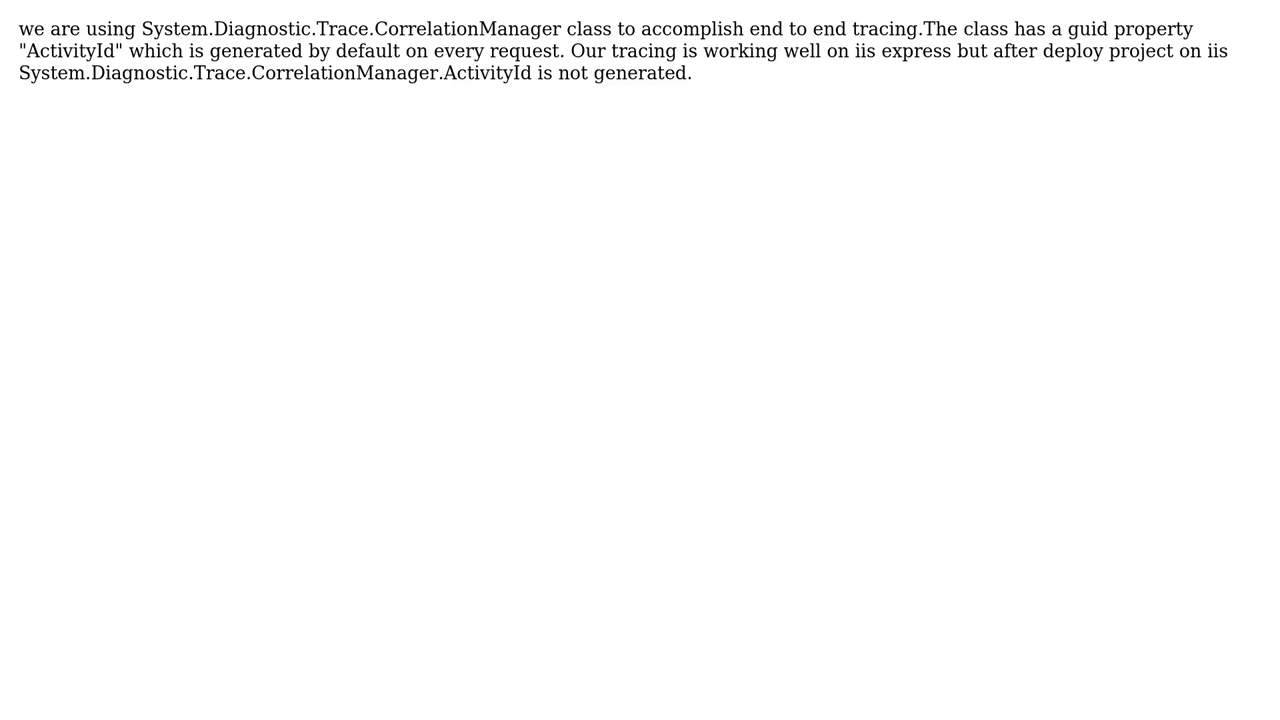 we are using System.Diagnostic.Trace.CorrelationManager class to accomplish end to end tracing.The class has a guid property
"ActivityId" which is generated by default on every request. Our tracing is working well on iis express but after deploy project on iis
System.Diagnostic.Trace.CorrelationManager.ActivityId is not generated.